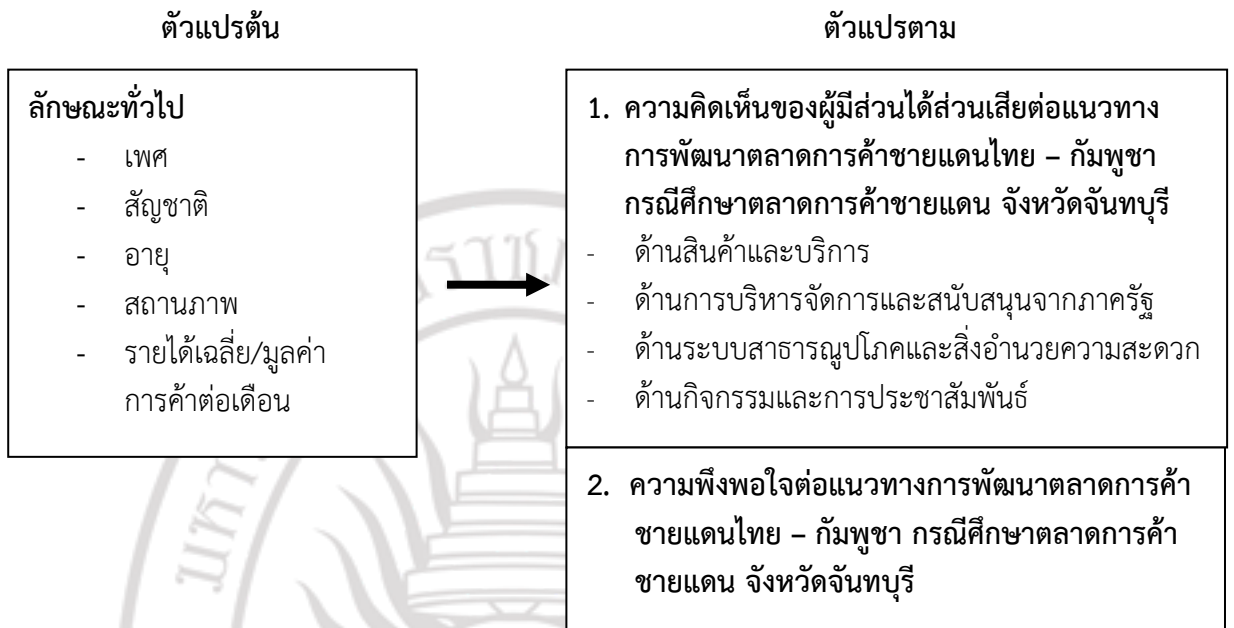 ตัวแปรต้น
ตัวแปรตาม
ลักษณะทั่วไป
- เพศ
- สัญชาติ
- อายุ
- สถานภาพ
- รายได้เฉลี่ย/มูลค่า
การค้าต่อเดือน
1. ความคิดเห็นของผู้มีส่วนได้ส่วนเสียต่อแนวทาง
การพัฒนาตลาดการค้าชายแดนไทย – กัมพูชา
กรณีศึกษาตลาดการค้าชายแดน จังหวัดจันทบุรี
- ด้านสินค้าและบริการ
- ด้านการบริหารจัดการและสนับสนุนจากภาครัฐ
- ด้านระบบสาธารณูปโภคและสิ่งอำนวยความสะดวก
- ด้านกิจกรรมและการประชาสัมพันธ์
2. ความพึงพอใจต่อแนวทางการพัฒนาตลาดการค้า
ชายแดนไทย – กัมพูชา กรณีศึกษาตลาดการค้า
ชายแดน จังหวัดจันทบุรี